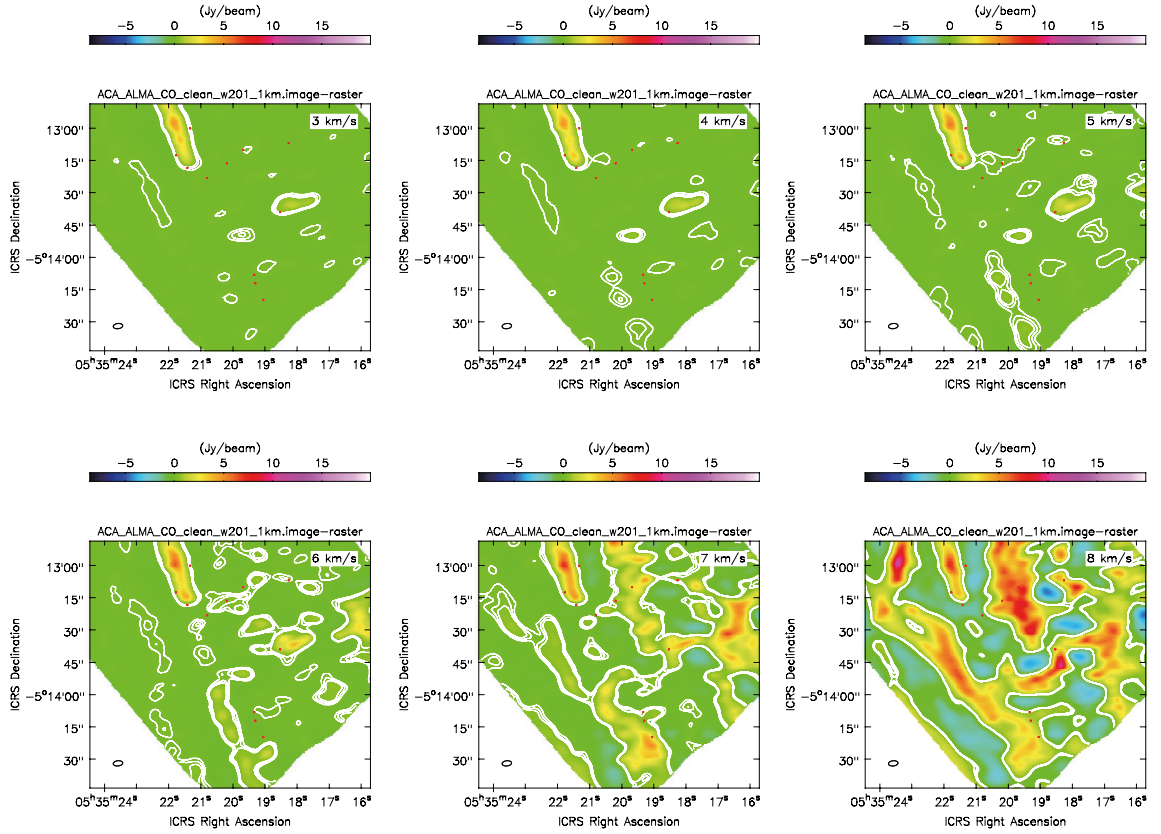 (Jy/beam) (Jy/beam) (Jy/beam)
−5 0 5 10 15 −5 0 5 10 15 −5 0 5 10 15
ACA_ALMA_CO_clean_w201_1km.image-raster ACA_ALMA_CO_clean_w201_1km.image-raster ACA_ALMA_CO_clean_w201_1km.image-raster
3 km/s 4 km/s 5 km/s
13'00" 13'00" 13'00"
15" 15" 15"
30" 30" 30"
45" 45" 45"
−5°14'00" −5°14'00" −5°14'00"
15" 15" 15"
30" 30" 30"
ICRS Declination ICRS Declination ICRS Declination
05ʰ35ᵐ24ˢ 22ˢ 21ˢ 20ˢ 19ˢ 18ˢ 17ˢ 16ˢ 05ʰ35ᵐ24ˢ 22ˢ 21ˢ 20ˢ 19ˢ 18ˢ 17ˢ 16ˢ 05ʰ35ᵐ24ˢ 22ˢ 21ˢ 20ˢ 19ˢ 18ˢ 17ˢ 16ˢ
ICRS Right Ascension ICRS Right Ascension ICRS Right Ascension
(Jy/beam) (Jy/beam) (Jy/beam)
−5 0 5 10 15 −5 0 5 10 15 −5 0 5 10 15
ACA_ALMA_CO_clean_w201_1km.image-raster ACA_ALMA_CO_clean_w201_1km.image-raster ACA_ALMA_CO_clean_w201_1km.image-raster
6 km/s 7 km/s 8 km/s
13'00" 13'00" 13'00"
15" 15" 15"
30" 30" 30"
45" 45" 45"
−5°14'00" −5°14'00" −5°14'00"
15" 15" 15"
30" 30" 30"
ICRS Declination ICRS Declination ICRS Declination
05ʰ35ᵐ24ˢ 22ˢ 21ˢ 20ˢ 19ˢ 18ˢ 17ˢ 16ˢ 05ʰ35ᵐ24ˢ 22ˢ 21ˢ 20ˢ 19ˢ 18ˢ 17ˢ 16ˢ 05ʰ35ᵐ24ˢ 22ˢ 21ˢ 20ˢ 19ˢ 18ˢ 17ˢ 16ˢ
ICRS Right Ascension ICRS Right Ascension ICRS Right Ascension